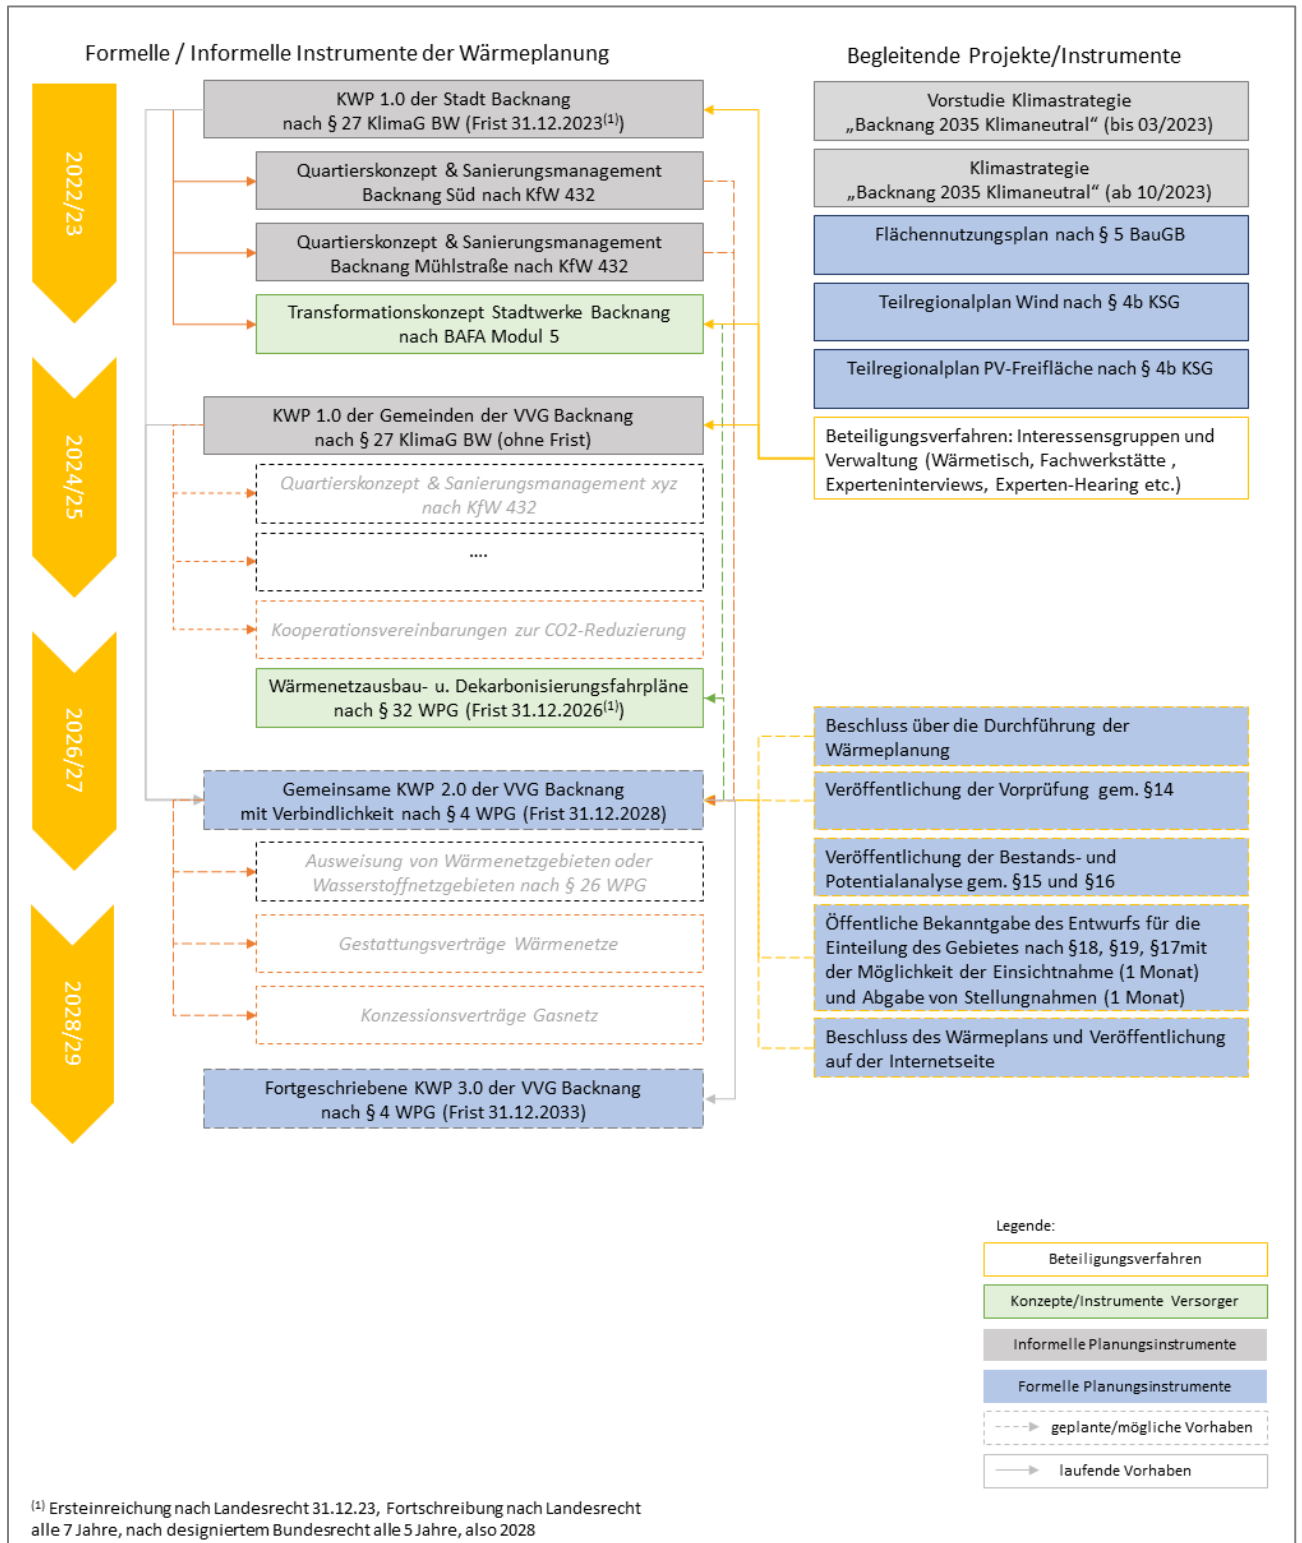 Formelle / Informelle Instrumente der Wärmeplanung
Begleitende Projekte/Instrumente
2022/23
2024/25
2026/27
2028/29
KWP 1.0 der Stadt Backnang
nach § 27 KlimaG BW (Frist 31.12.2023(1))
Quartierskonzept & Sanierungsmanagement
Backnang Süd nach KfW 432
Quartierskonzept & Sanierungsmanagement
Backnang Mühlstraße nach KfW 432
Transformationskonzept Stadtwerke Backnang
nach BAFA Modul 5
KWP 1.0 der Gemeinden der VVG Backnang
nach § 27 KlimaG BW (ohne Frist)
Quartierskonzept & Sanierungsmanagement xyz
nach KfW 432
....
Kooperationsvereinbarungen zur CO2-Reduzierung
Wärmenetzausbau- u. Dekarbonisierungsfahrpläne
nach § 32 WPG (Frist 31.12.2026(1))
Gemeinsame KWP 2.0 der VVG Backnang
mit Verbindlichkeit nach § 4 WPG (Frist 31.12.2028)
Ausweisung von Wärmenetzgebieten oder
Wasserstoffnetzgebieten nach § 26 WPG
Gestattungsverträge Wärmenetze
Konzessionsverträge Gasnetz
Fortgeschriebene KWP 3.0 der VVG Backnang
nach § 4 WPG (Frist 31.12.2033)
Vorstudie Klimastrategie
„Backnang 2035 Klimaneutral“ (bis 03/2023)
Klimastrategie
„Backnang 2035 Klimaneutral“ (ab 10/2023)
Flächennutzungsplan nach § 5 BauGB
Teilregionalplan Wind nach § 4b KSG
Teilregionalplan PV-Freifläche nach § 4b KSG
Beteiligungsverfahren: Interessensgruppen und
Verwaltung (Wärmetisch, Fachwerkstätte ,
Experteninterviews, Experten-Hearing etc.)
Beschluss über die Durchführung der
Wärmeplanung
Veröffentlichung der Vorprüfung gem. §14
Veröffentlichung der Bestands- und
Potentialanalyse gem. §15 und §16
Öffentliche Bekanntgabe des Entwurfs für die
Einteilung des Gebietes nach §18, §19, §17mit
der Möglichkeit der Einsichtnahme (1 Monat)
und Abgabe von Stellungnahmen (1 Monat)
Beschluss des Wärmeplans und Veröffentlichung
auf der Internetseite
Legende:
Beteiligungsverfahren
Konzepte/Instrumente Versorger
Informelle Planungsinstrumente
Formelle Planungsinstrumente
geplante/mögliche Vorhaben
laufende Vorhaben
(1) Ersteinreichung nach Landesrecht 31.12.23, Fortschreibung nach Landesrecht
alle 7 Jahre, nach designiertem Bundesrecht alle 5 Jahre, also 2028